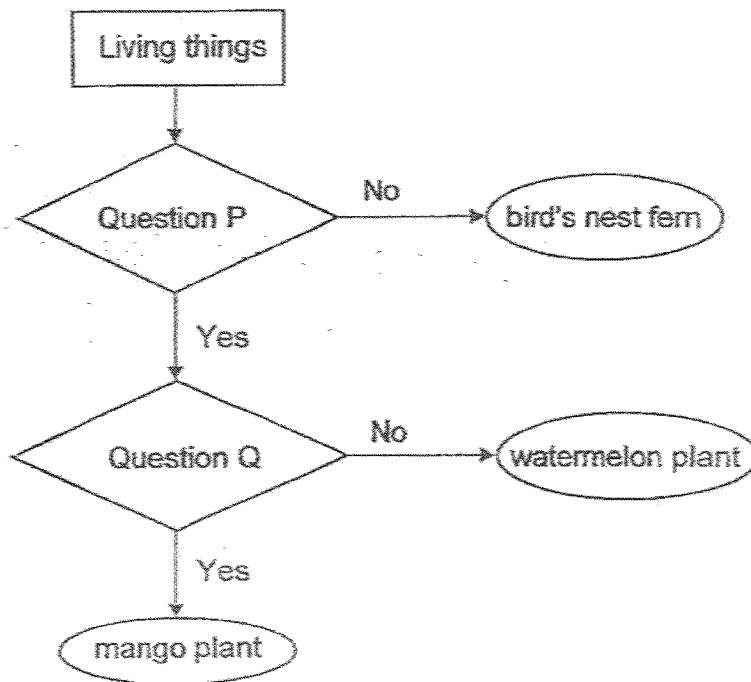 Living things
Question P
No
bird's nest fern
Yes
Question Q
No
watermelon plant
Yes
mango plant